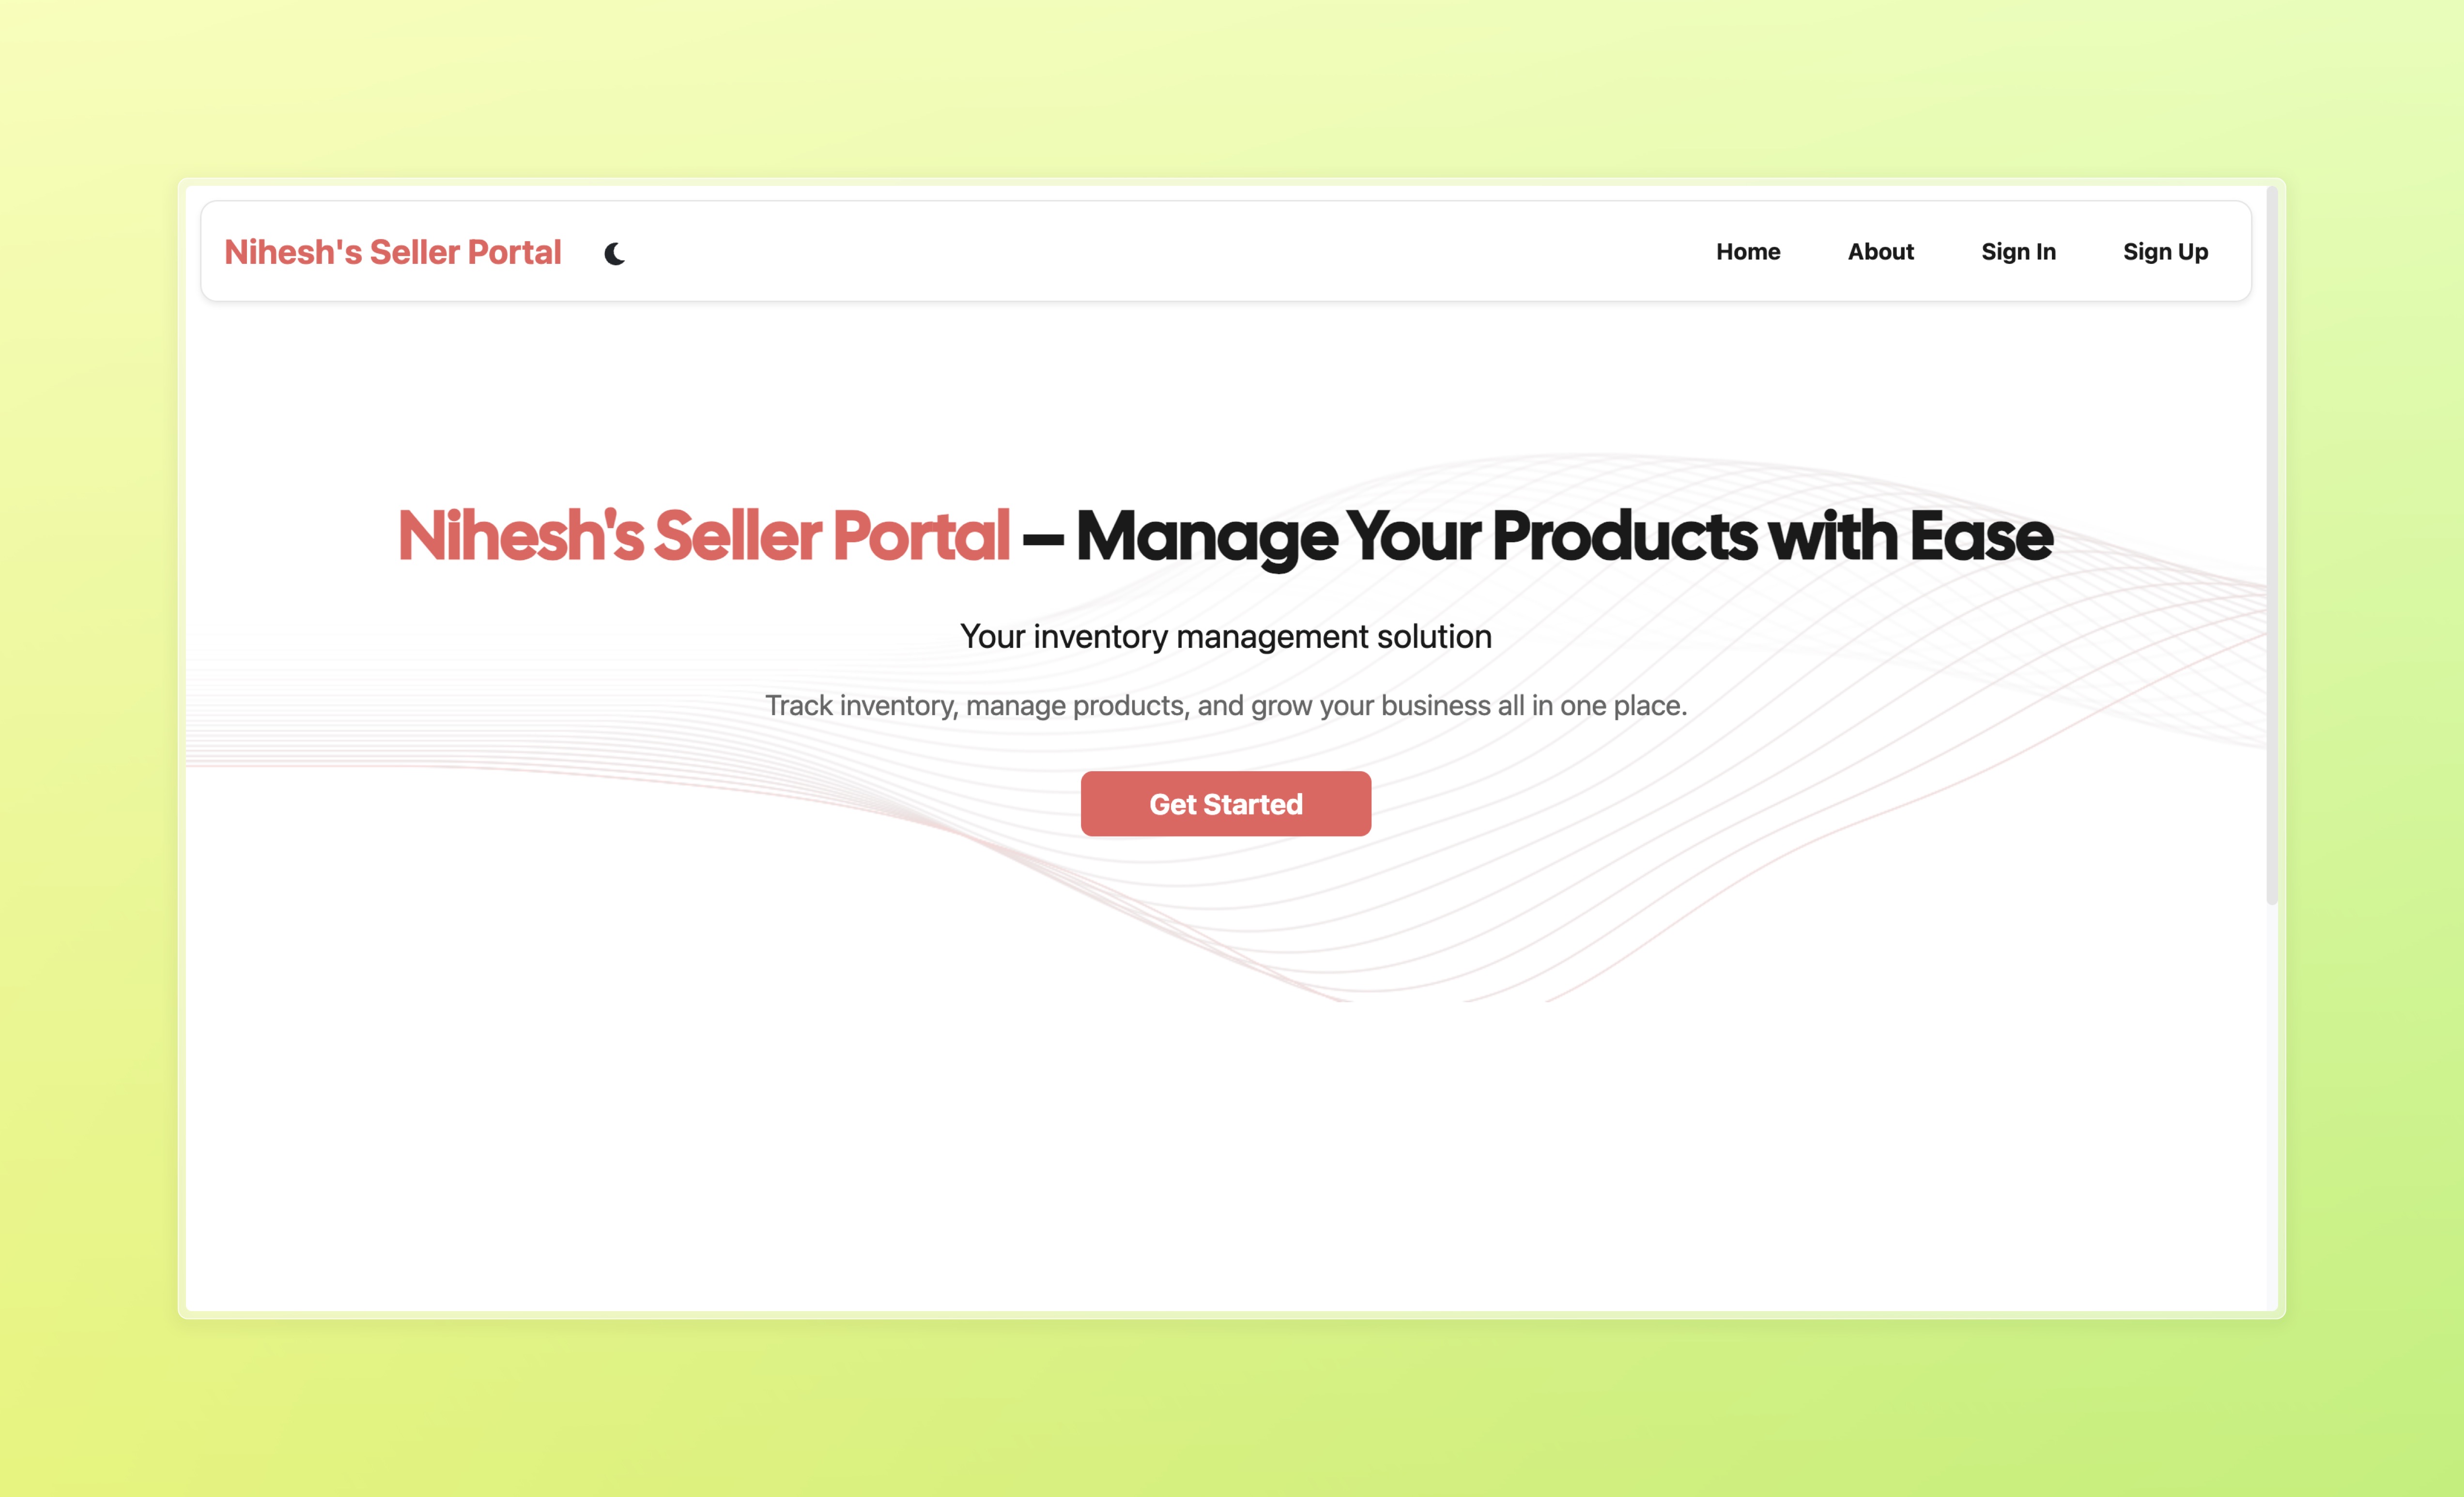 Nihesh's Seller Portal
Home About Sign In Sign Up
Nihesh's Seller Portal – Manage Your Products with Ease
Your inventory management solution
Track inventory, manage products, and grow your business all in one place.
Get Started